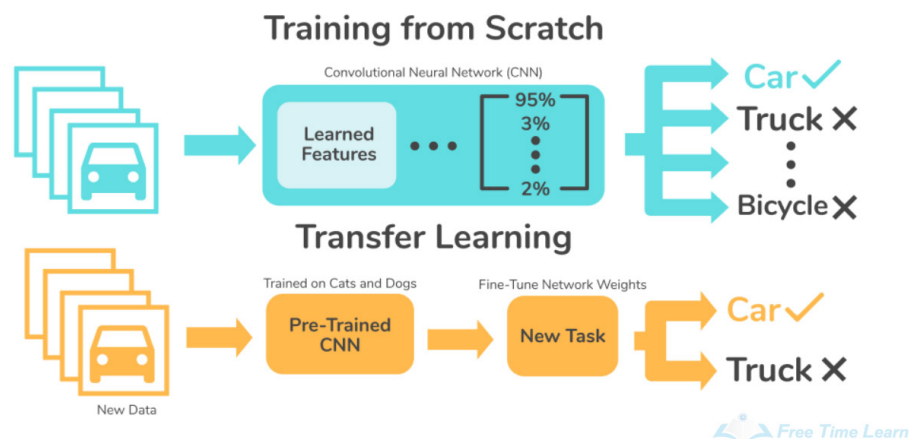 Training from Scratch
Convolutional Neural Network (CNN)
Learned
Features
95%
3%
2%
Car
Truck
Bicycle
Transfer Learning
Trained on Cats and Dogs
Fine-Tune Network Weights
Pre-Trained
CNN
New Task
Car
Truck
New Data
Free Time Learn